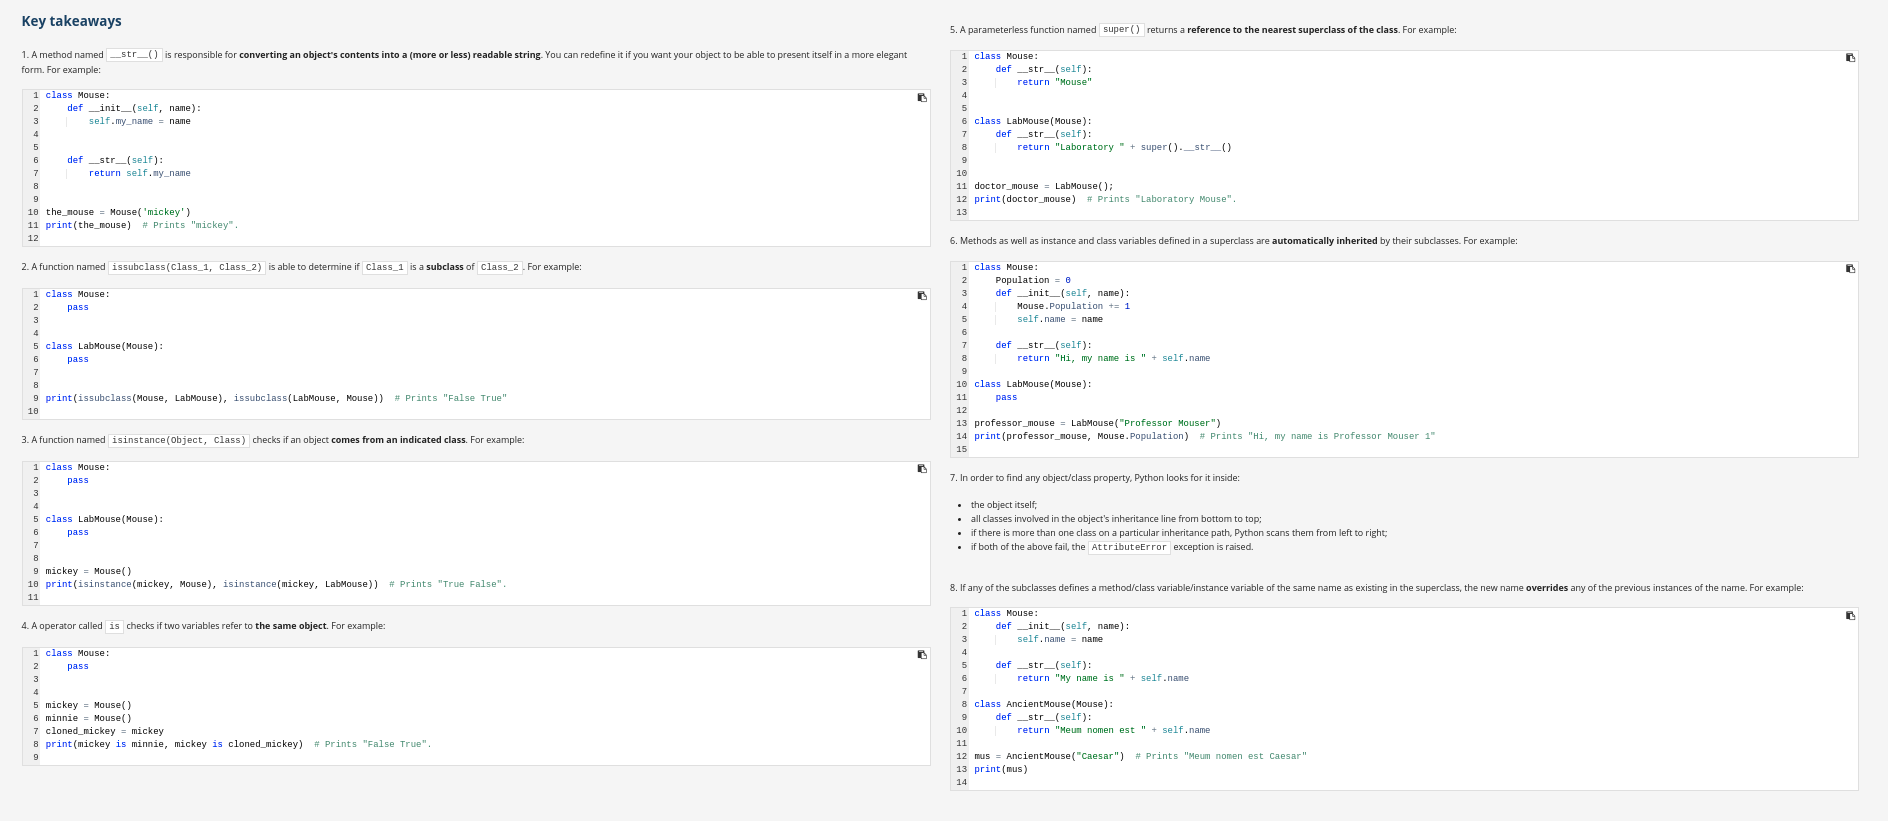 Key takeaways
1. A method named __str__() is responsible for converting an object's contents into a (more or less) readable string. You can redefine it if you want your object to be able to present itself in a more elegant
form. For example:
1 class Mouse:
2     def __init__(self, name):
3         self.my_name = name
4
5
6     def __str__(self):
7         return self.my_name
8
9
10 the_mouse = Mouse('mickey')
11 print(the_mouse)  # Prints "mickey".
12
2. A function named issubclass(Class_1, Class_2) is able to determine if Class_1 is a subclass of Class_2. For example:
1 class Mouse:
2     pass
3
4
5 class LabMouse(Mouse):
6     pass
7
8
9 print(issubclass(Mouse, LabMouse), issubclass(LabMouse, Mouse))  # Prints "False True"
10
3. A function named isinstance(Object, Class) checks if an object comes from an indicated class. For example:
1 class Mouse:
2     pass
3
4
5 class LabMouse(Mouse):
6     pass
7
8
9 mickey = Mouse()
10 print(isinstance(mickey, Mouse), isinstance(mickey, LabMouse))  # Prints "True False".
11
4. A operator called is checks if two variables refer to the same object. For example:
1 class Mouse:
2     pass
3
4
5 mickey = Mouse()
6 minnie = Mouse()
7 cloned_mickey = mickey
8 print(mickey is minnie, mickey is cloned_mickey)  # Prints "False True".
9
5. A parameterless function named super() returns a reference to the nearest superclass of the class. For example:
1 class Mouse:
2     def __str__(self):
3         return "Mouse"
4
5
6 class LabMouse(Mouse):
7     def __str__(self):
8         return "Laboratory " + super().__str__()
9
10
11 doctor_mouse = LabMouse();
12 print(doctor_mouse)  # Prints "Laboratory Mouse".
13
6. Methods as well as instance and class variables defined in a superclass are automatically inherited by their subclasses. For example:
1 class Mouse:
2     Population = 0
3     def __init__(self, name):
4         Mouse.Population += 1
5         self.name = name
6
7     def __str__(self):
8         return "Hi, my name is " + self.name
9
10 class LabMouse(Mouse):
11     pass
12
13 professor_mouse = LabMouse("Professor Mouser")
14 print(professor_mouse, Mouse.Population)  # Prints "Hi, my name is Professor Mouser 1"
15
7. In order to find any object/class property, Python looks for it inside:
• the object itself;
• all classes involved in the object's inheritance line from bottom to top;
• if there is more than one class on a particular inheritance path, Python scans them from left to right;
• if both of the above fail, the AttributeError exception is raised.
8. If any of the subclasses defines a method/class variable/instance variable of the same name as existing in the superclass, the new name overrides any of the previous instances of the name. For example:
1 class Mouse:
2     def __init__(self, name):
3         self.name = name
4
5     def __str__(self):
6         return "My name is " + self.name
7
8 class AncientMouse(Mouse):
9     def __str__(self):
10         return "Meum nomen est " + self.name
11
12 mus = AncientMouse("Caesar")  # Prints "Meum nomen est Caesar"
13 print(mus)
14